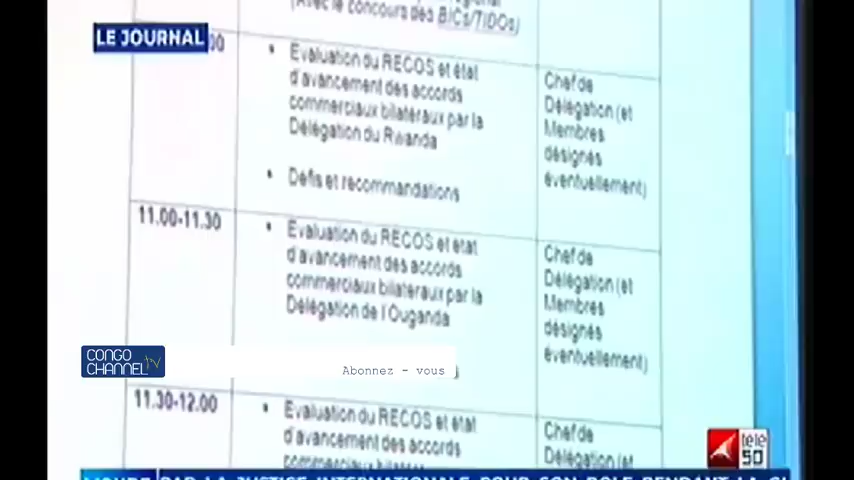 (Avec le concours des BICs/TIDOs)
LE JOURNAL
• Evaluation du RECOS et état
d'avancement des accords
commerciaux bilatéraux par la
Délégation du Rwanda
• Défis et recommandations
Chef de
Délégation (et
Membres
désignés
éventuellement)
11.00-11.30
• Evaluation du RECOS et état
d'avancement des accords
commerciaux bilatéraux par la
Délégation de l'Ouganda
Chef de
Délégation (et
Membres
désignés
éventuellement)
CONGO
CHANNEL TV
Abonnez - vous
11.30-12.00
• Evaluation du RECOS et état
d'avancement des accords
commerciaux
Chef de
Délégation (et
télé
50
PAR LA JUSTICE INTERNATIONALE POUR SON ROLE PENDANT LA